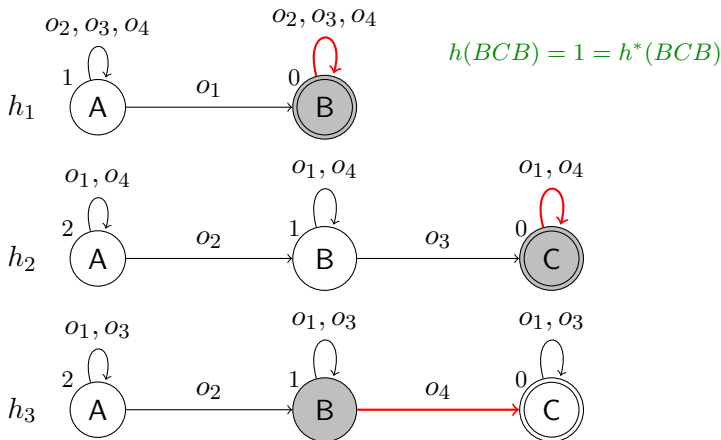 o₂, o₃, o₄ o₂, o₃, o₄
h(BCB) = 1 = h*(BCB)
1 0
o₁
h₁ A B
o₁, o₄ o₁, o₄ o₁, o₄
2 1 0
o₂ o₃
h₂ A B C
o₁, o₃ o₁, o₃ o₁, o₃
2 1 0
o₂ o₄
h₃ A B C